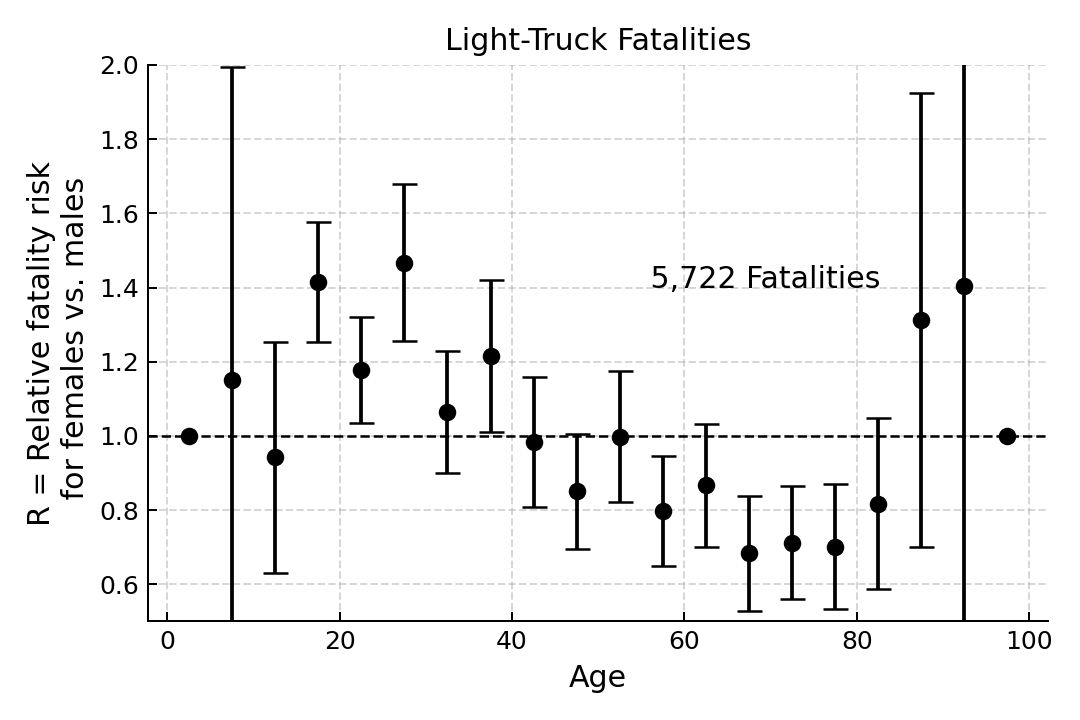 Light-Truck Fatalities
R = Relative fatality risk
for females vs. males
2.0
1.8
1.6
1.4
1.2
1.0
0.8
0.6
5,722 Fatalities
0
20
40
60
80
100
Age